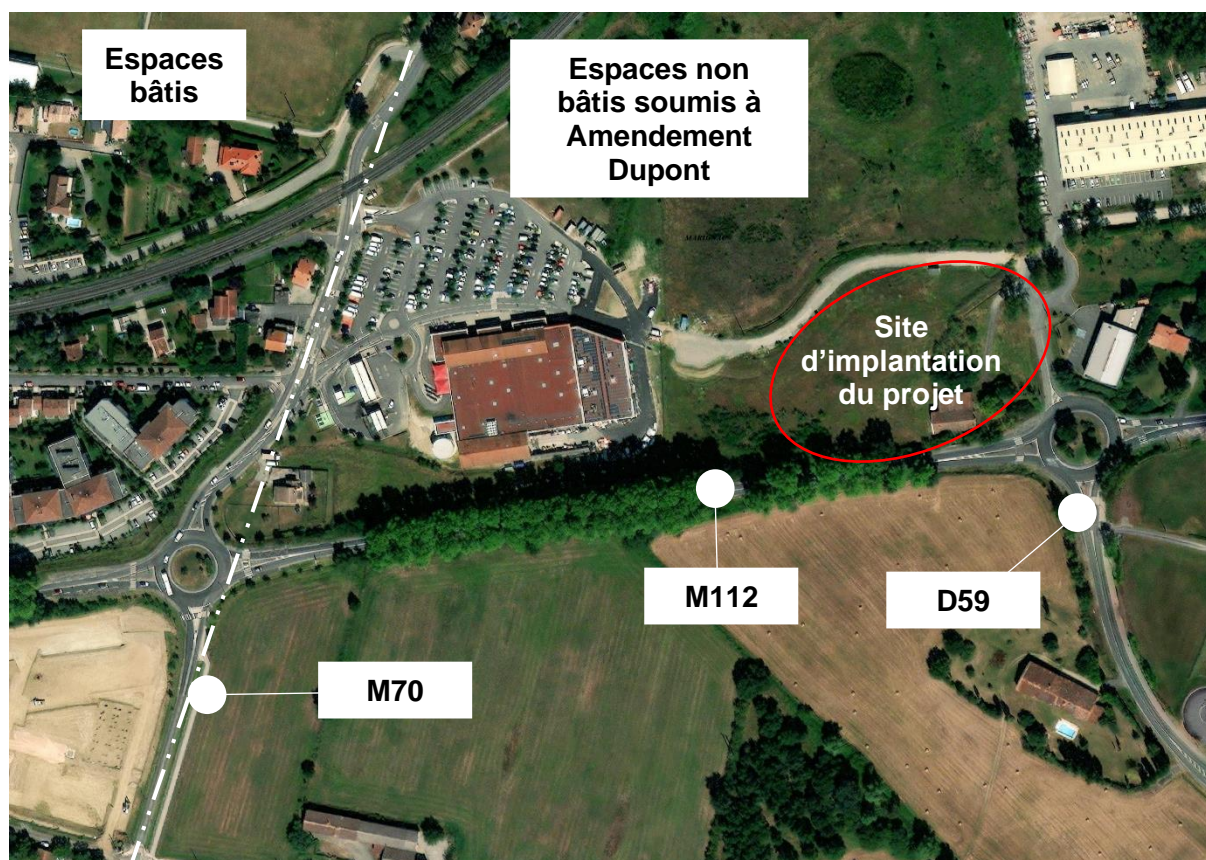 Espaces
bâtis
Espaces non
bâtis soumis à
Amendement
Dupont
Site
d'implantation
du projet
M112
D59
M70